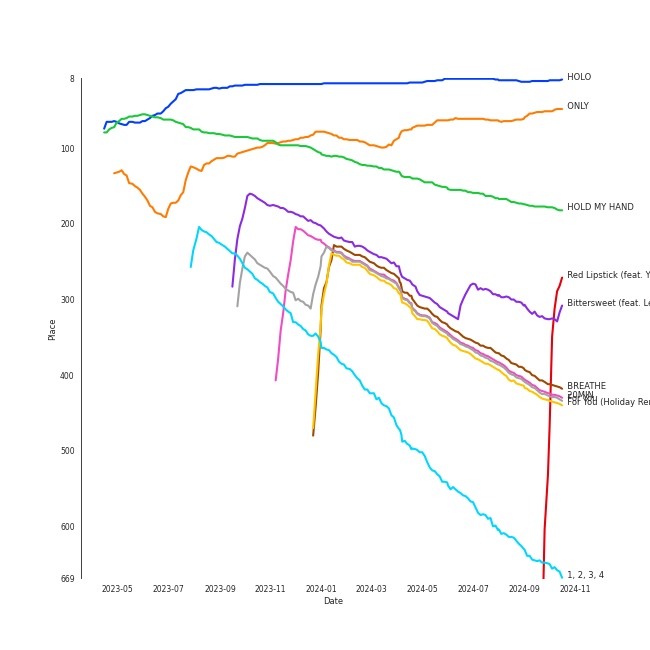 8
100
200
300
400
500
600
669
Place
2023-05
2023-07
2023-09
2023-11
2024-01
2024-03
2024-05
2024-07
2024-09
2024-11
Date
HOLO
ONLY
HOLD MY HAND
Red Lipstick (feat. Y
Bittersweet (feat. Le
BREATHE
20MIN
For You (Holiday Re
1, 2, 3, 4